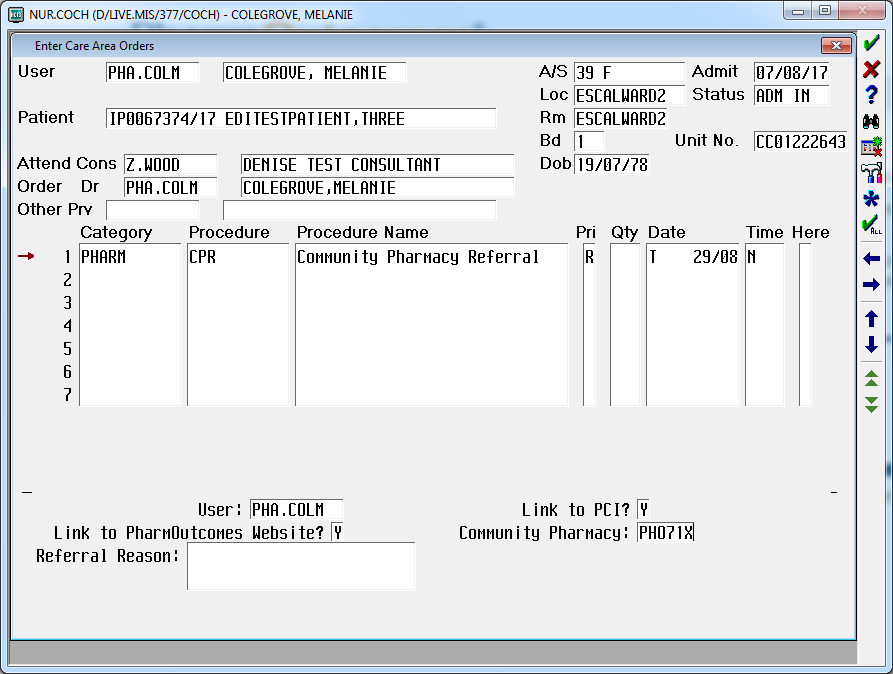 NUR.COCH (D/LIVE.MIS/377/COCH) - COLEGROVE, MELANIE
Enter Care Area Orders
User PHA.COLM COLEGROVE, MELANIE A/S 39 F Admit 07/08/17
Loc ESCALWARD2 Status ADM IN
Patient IP0067374/17 EDITESTPATIENT,THREE Rm ESCALWARD2
Bd 1 Unit No. CC01222643
Attend Cons Z.WOOD DENISE TEST CONSULTANT Dob 19/07/78
Order Dr PHA.COLM COLEGROVE,MELANIE
Other Prv
Category Procedure Procedure Name Pri Qty Date Time Here
1 PHARM CPR Community Pharmacy Referral R T 29/08 N
2
3
4
5
6
7
User: PHA.COLM Link to PCI? Y
Link to PharmOutcomes Website? Y Community Pharmacy: PHO71X
Referral Reason:
ALL